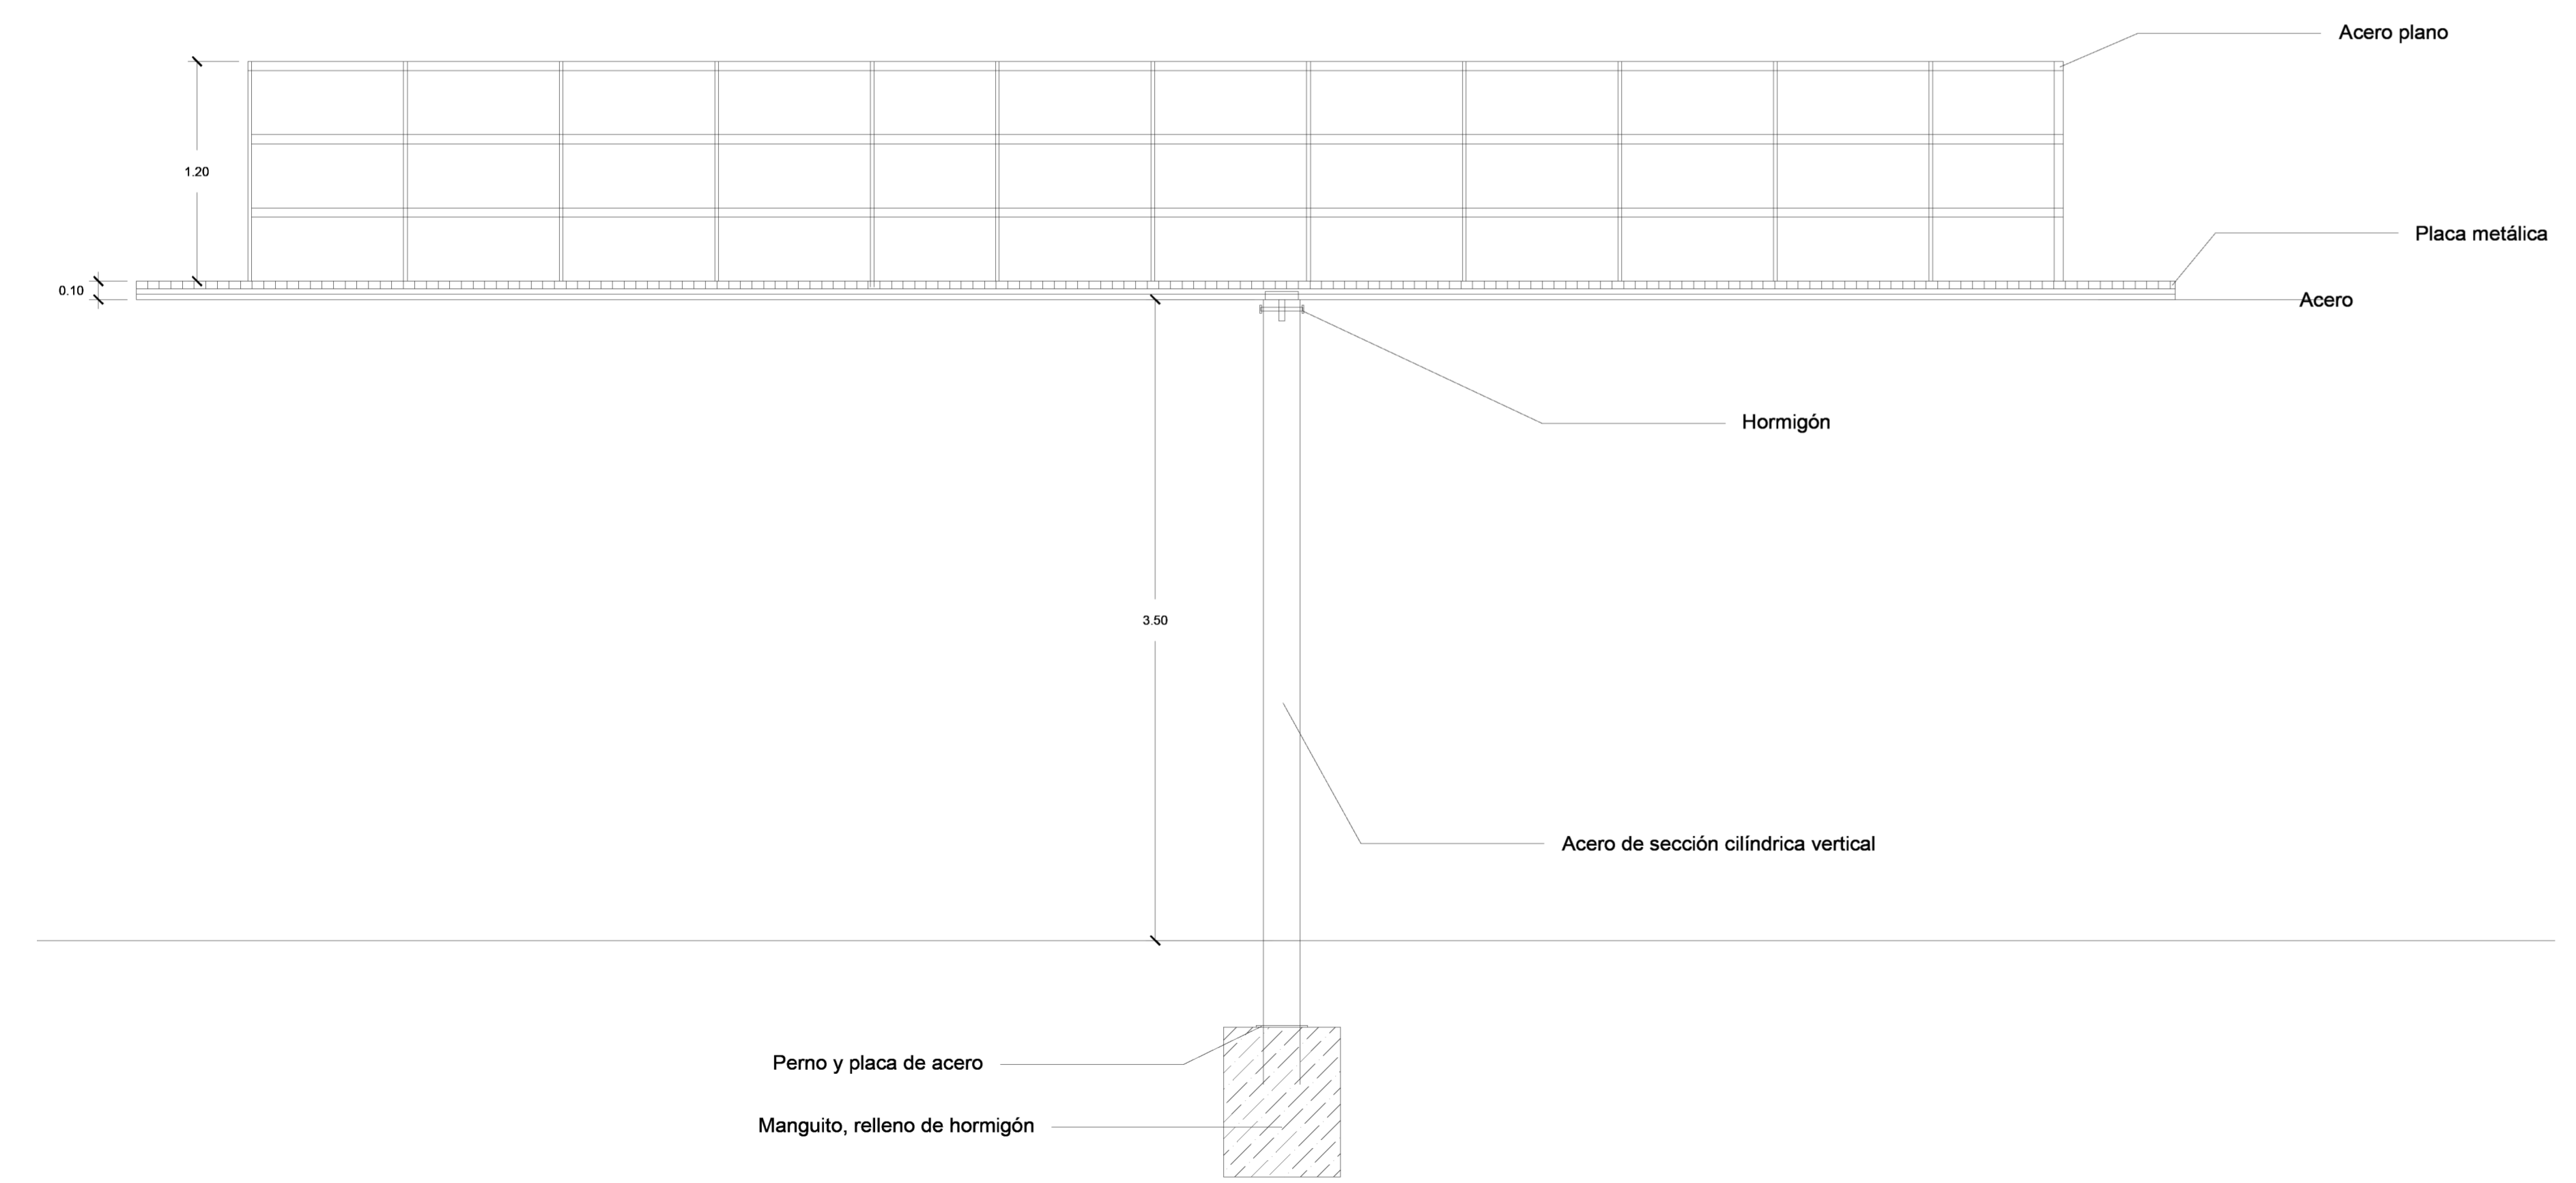 Acero plano
1.20
Placa metálica
0.10
Acero
Hormigón
3.50
Acero de sección cilíndrica vertical
Perno y placa de acero
Manguito, relleno de hormigón